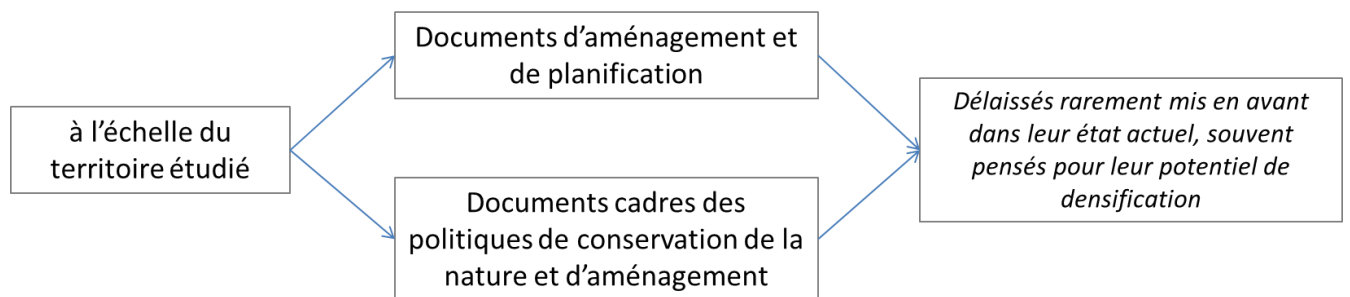 à l’échelle du
territoire étudié
Documents d’aménagement et
de planification
Documents cadres des
politiques de conservation de la
nature et d’aménagement
Délaissés rarement mis en avant
dans leur état actuel, souvent
pensés pour leur potentiel de
densification